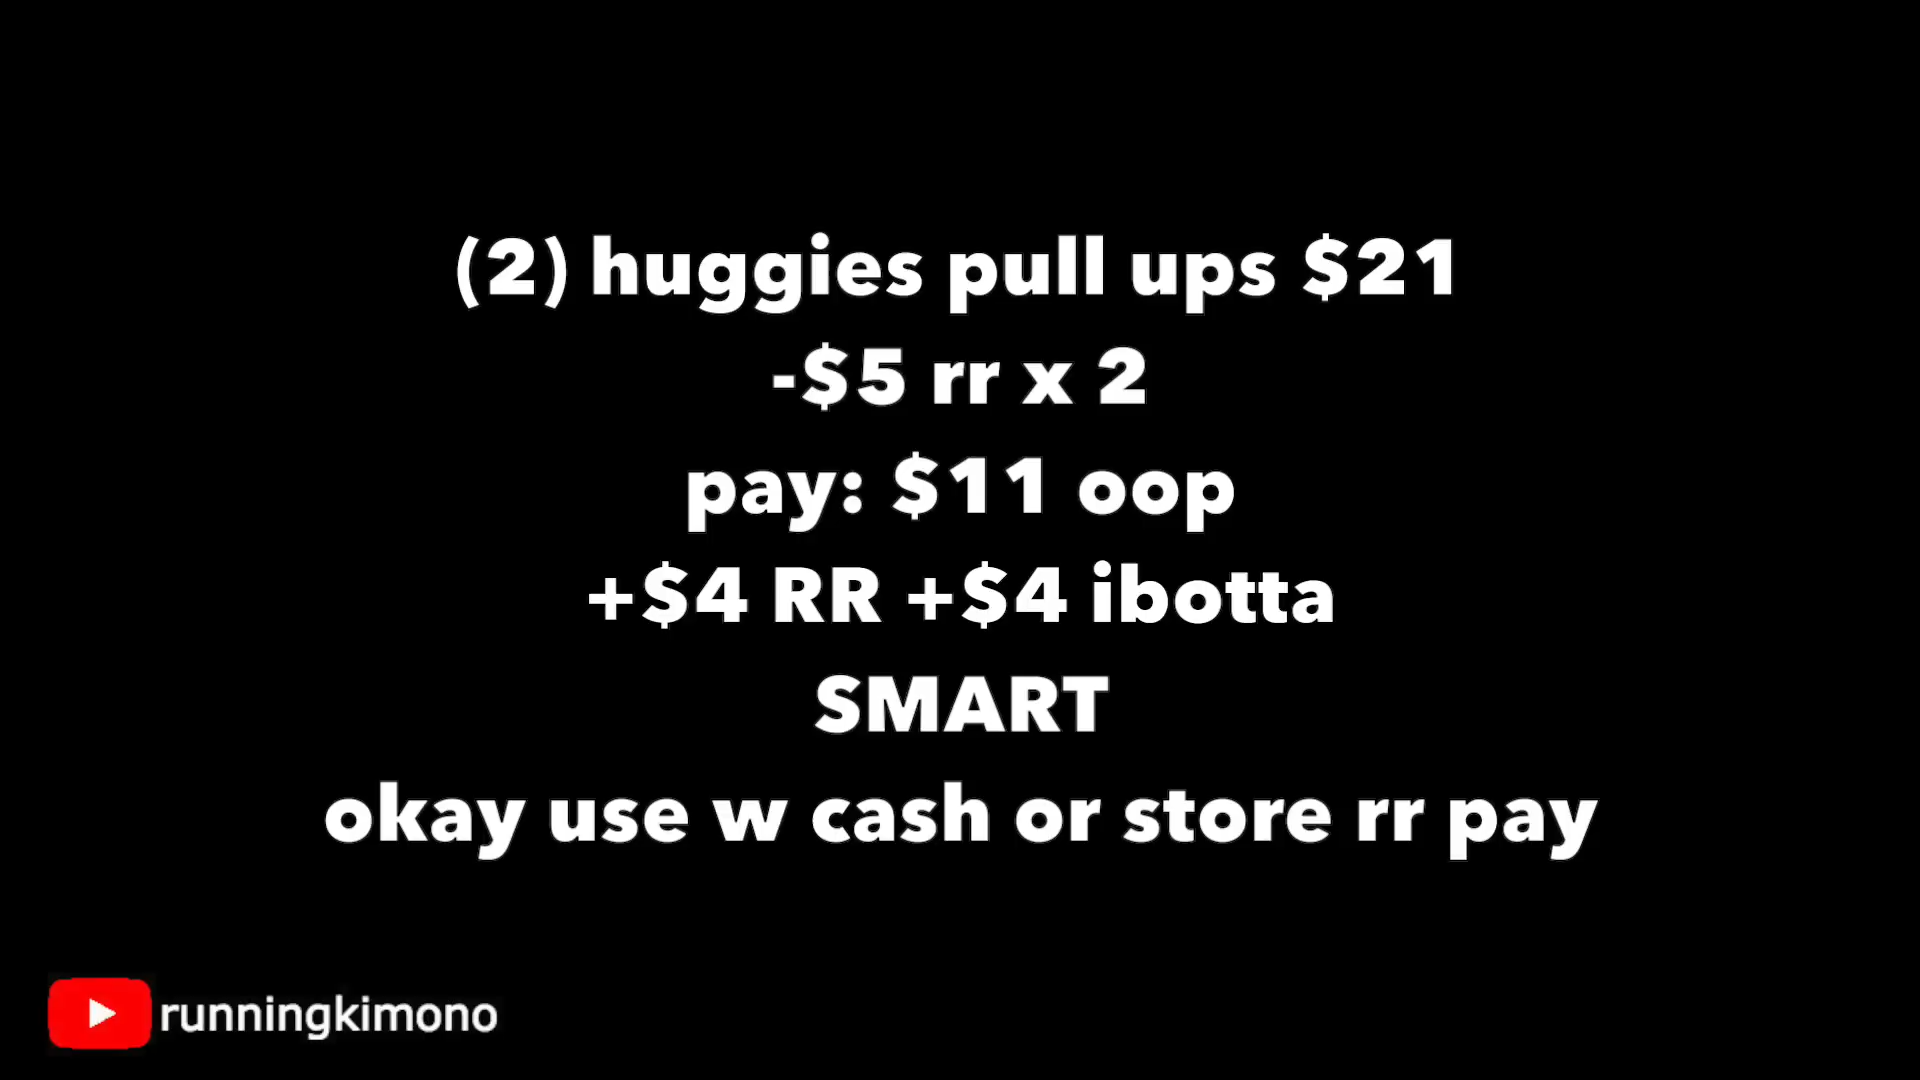 (2) huggies pull ups $21
-$5 rr x 2
pay: $11 oop
+$4 RR +$4 ibotta
SMART
okay use w cash or store rr pay
runningkimono